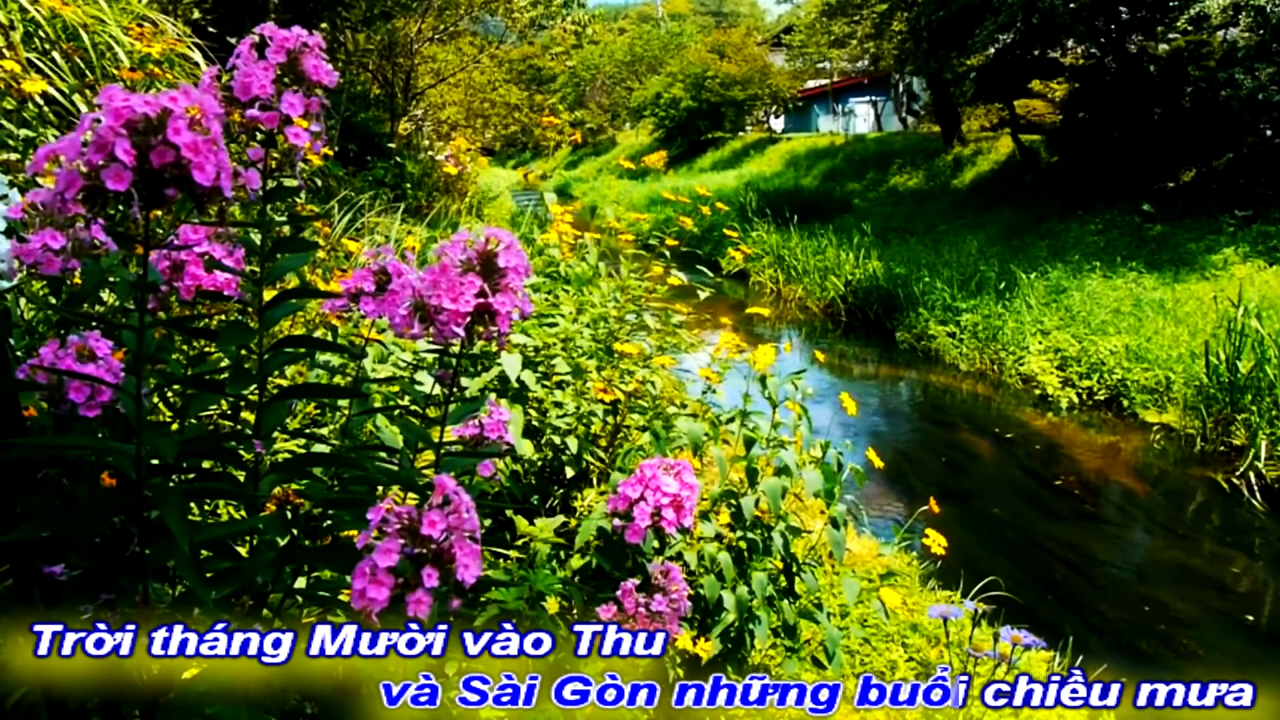 Trời tháng Mười vào Thu
và Sài Gòn những buổi chiều mưa